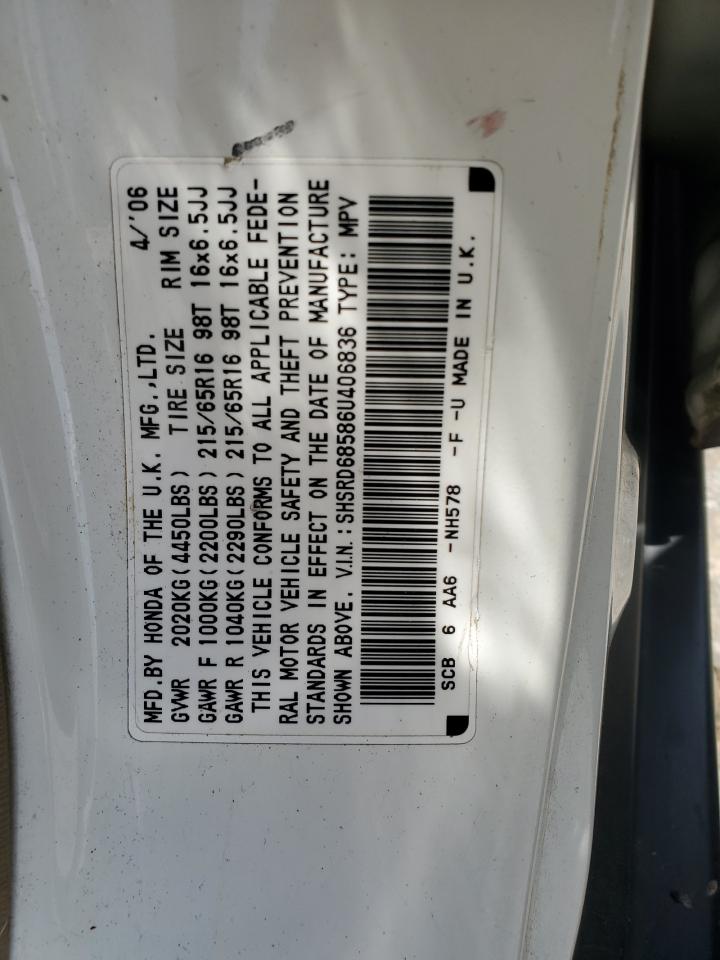 MFD.BY HONDA OF THE U.K. MFG.,LTD. 4/'06
GVWR 2020KG(4450LBS) TIRE SIZE RIM SIZE
GAWR F 1000KG(2200LBS) 215/65R16 98T 16x6.5JJ
GAWR R 1040KG(2290LBS) 215/65R16 98T 16x6.5JJ
THIS VEHICLE CONFORMS TO ALL APPLICABLE FEDE-
RAL MOTOR VEHICLE SAFETY AND THEFT PREVENTION
STANDARDS IN EFFECT ON THE DATE OF MANUFACTURE
SHOWN ABOVE. V.I.N.: SHSRD68586U406836 TYPE: MPV
SCB 6 AA6 -NH578 -F -U MADE IN U.K.